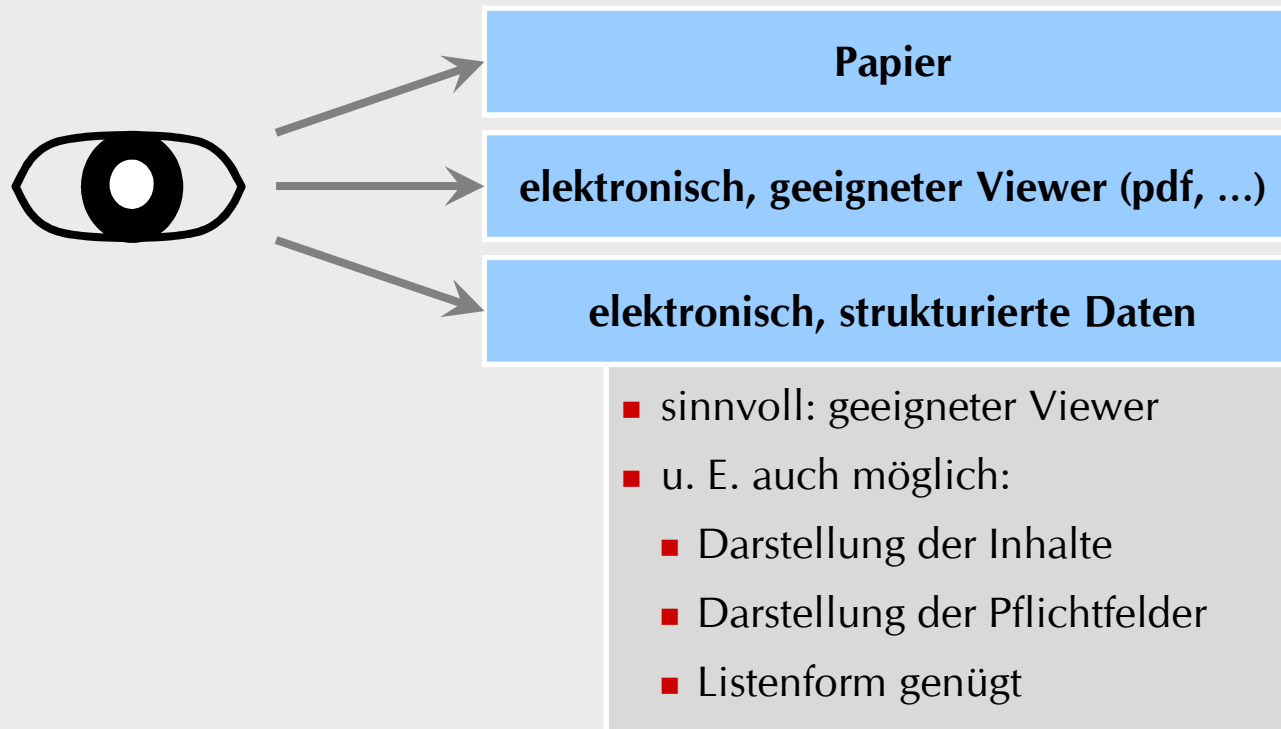 Papier
elektronisch, geeigneter Viewer (pdf, ...)
elektronisch, strukturierte Daten
sinnvoll: geeigneter Viewer
u. E. auch möglich:
Darstellung der Inhalte
Darstellung der Pflichtfelder
Listenform genügt